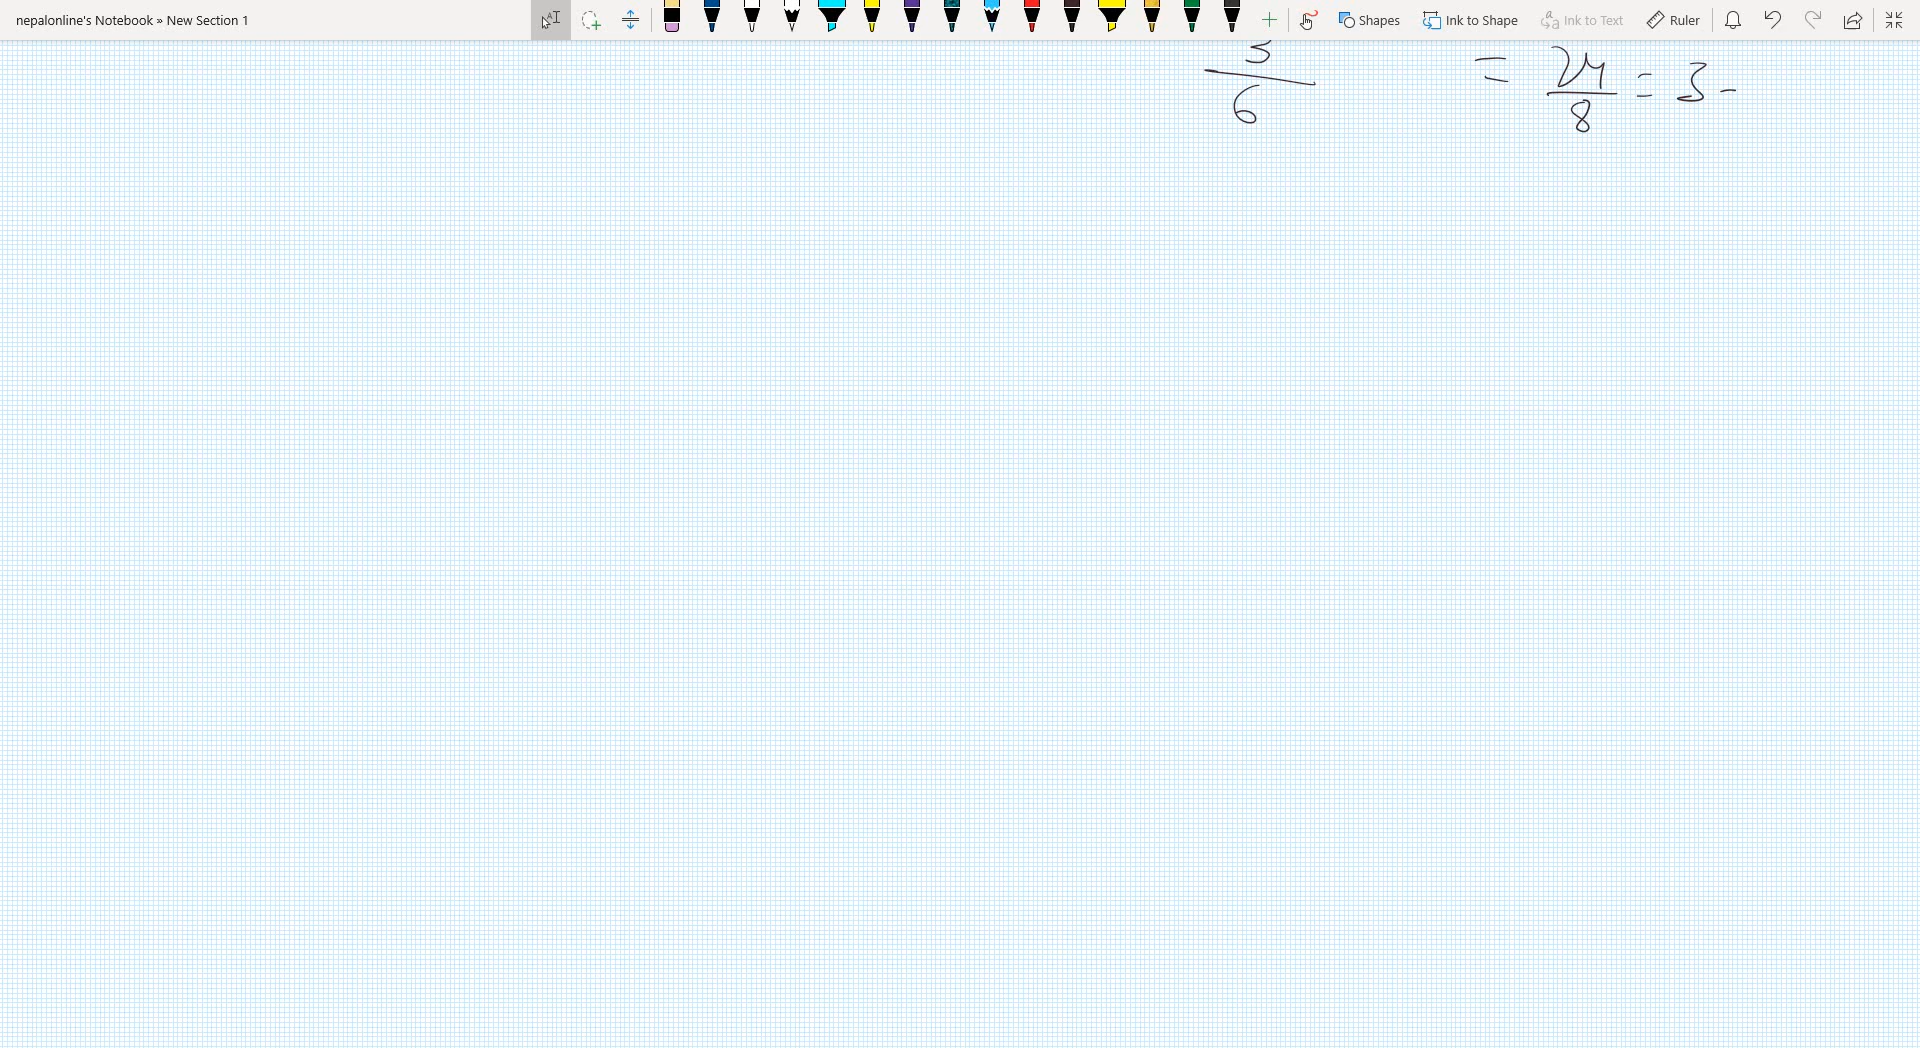 nepalonline's Notebook » New Section 1
Shapes
Ink to Shape
Ink to Text
Ruler
6
= 24/8 = 3 -